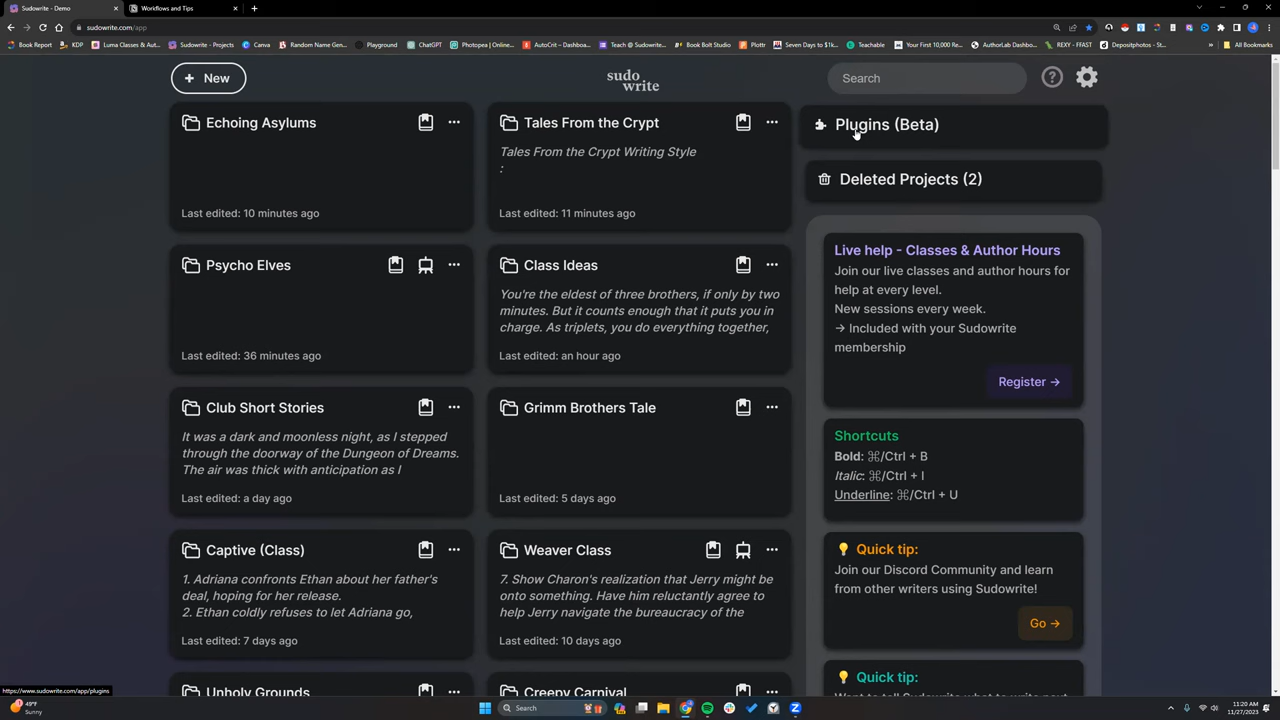 Sudowrite - Demo
Workflows and Tips
sudowrite.com/app
Book Report
KDP
Luma Classes & Aut...
Sudowrite - Projects
Canva
Random Name Gen...
Playground
ChatGPT
Photopea | Online...
AutoCrit – Dashboa...
Teach @ Sudowrite...
Book Bolt Studio
Plottr
Seven Days to $1k...
Teachable
Your First 10,000 Re...
AuthorLab Dashbo...
REXY - FFAST
Depositphotos - St...
All Bookmarks
+ New
sudo
write
Search
Echoing Asylums
Last edited: 10 minutes ago
Tales From the Crypt
Tales From the Crypt Writing Style
:
Last edited: 11 minutes ago
Plugins (Beta)
Deleted Projects (2)
Psycho Elves
Last edited: 36 minutes ago
Class Ideas
You're the eldest of three brothers, if only by two
minutes. But it counts enough that it puts you in
charge. As triplets, you do everything together,
Last edited: an hour ago
Live help - Classes & Author Hours
Join our live classes and author hours for
help at every level.
New sessions every week.
→ Included with your Sudowrite
membership
Register →
Club Short Stories
It was a dark and moonless night, as I stepped
through the doorway of the Dungeon of Dreams.
The air was thick with anticipation as I
Last edited: a day ago
Grimm Brothers Tale
Last edited: 5 days ago
Shortcuts
Bold: ⌘/Ctrl + B
Italic: ⌘/Ctrl + I
Underline: ⌘/Ctrl + U
Captive (Class)
1. Adriana confronts Ethan about her father's
deal, hoping for her release.
2. Ethan coldly refuses to let Adriana go,
Last edited: 7 days ago
Weaver Class
7. Show Charon's realization that Jerry might be
onto something. Have him reluctantly agree to
help Jerry navigate the bureaucracy of the
Last edited: 10 days ago
Quick tip:
Join our Discord Community and learn
from other writers using Sudowrite!
Go →
Unholy Grounds
Creepy Carnival
Quick tip:
Want to tell Sudowrite what to write next
https://www.sudowrite.com/app/plugins
49°F
Sunny
Search
11:20 AM
11/27/2023